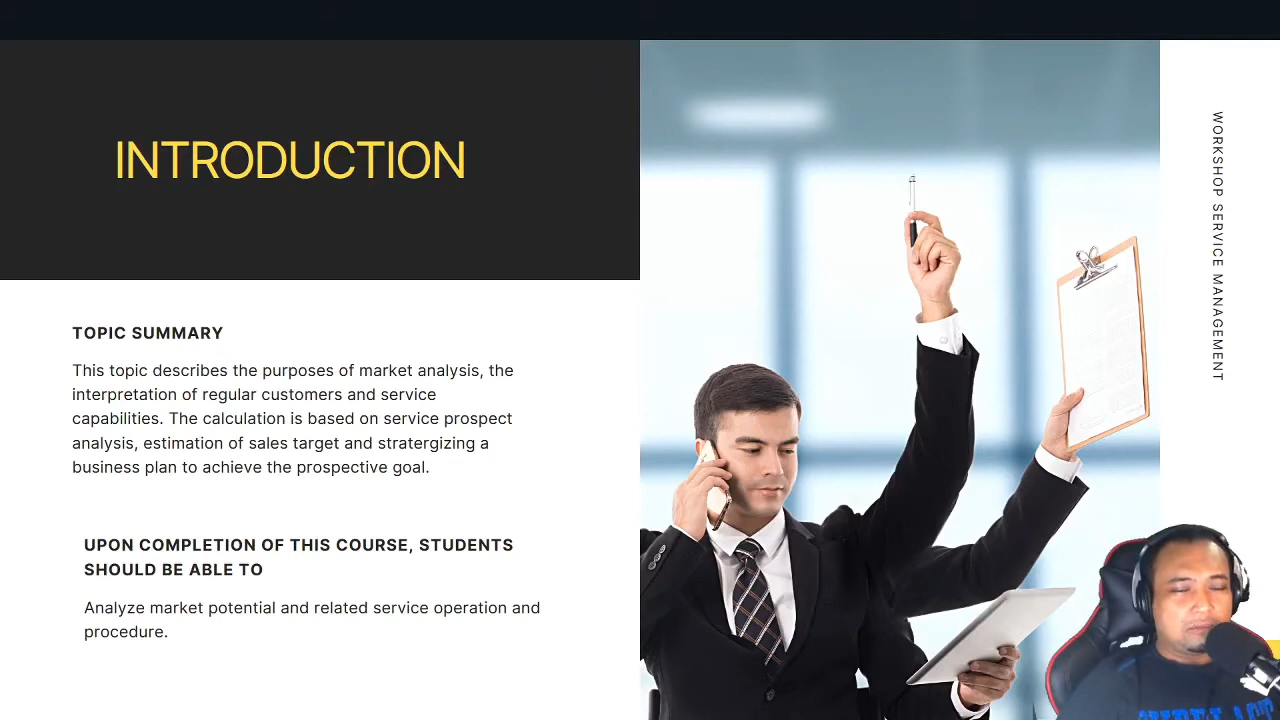 INTRODUCTION
TOPIC SUMMARY
This topic describes the purposes of market analysis, the
interpretation of regular customers and service
capabilities. The calculation is based on service prospect
analysis, estimation of sales target and stratergizing a
business plan to achieve the prospective goal.
UPON COMPLETION OF THIS COURSE, STUDENTS
SHOULD BE ABLE TO
Analyze market potential and related service operation and
procedure.
WORKSHOP SERVICE MANAGEMENT